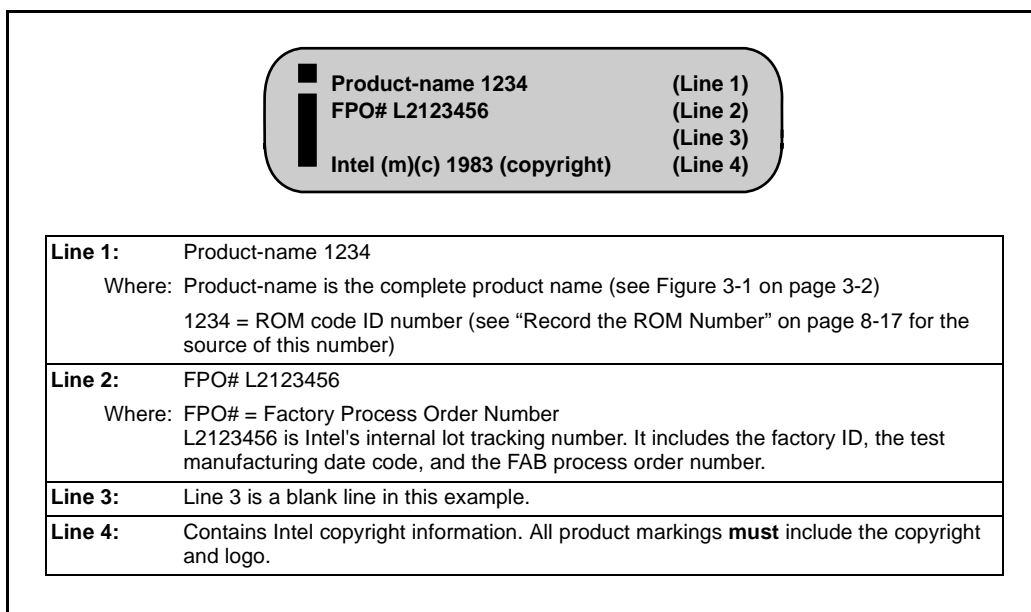 Product-name 1234 (Line 1)
FPO# L2123456 (Line 2)
(Line 3)
Intel (m)(c) 1983 (copyright) (Line 4)
Line 1: Product-name 1234
Where: Product-name is the complete product name (see Figure 3-1 on page 3-2)
1234 = ROM code ID number (see “Record the ROM Number” on page 8-17 for the
source of this number)
Line 2: FPO# L2123456
Where: FPO# = Factory Process Order Number
L2123456 is Intel's internal lot tracking number. It includes the factory ID, the test
manufacturing date code, and the FAB process order number.
Line 3: Line 3 is a blank line in this example.
Line 4: Contains Intel copyright information. All product markings must include the copyright
and logo.